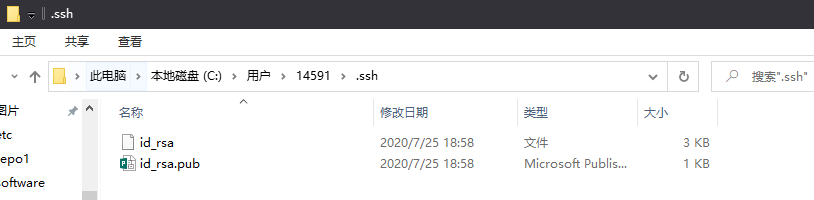 .ssh
主页 共享 查看
此电脑 本地磁盘 (C:) 用户 14591 .ssh 搜索".ssh"
图片 名称 修改日期 类型 大小
etc id_rsa 2020/7/25 18:58 文件 3 KB
epo1 id_rsa.pub 2020/7/25 18:58 Microsoft Publis... 1 KB
software